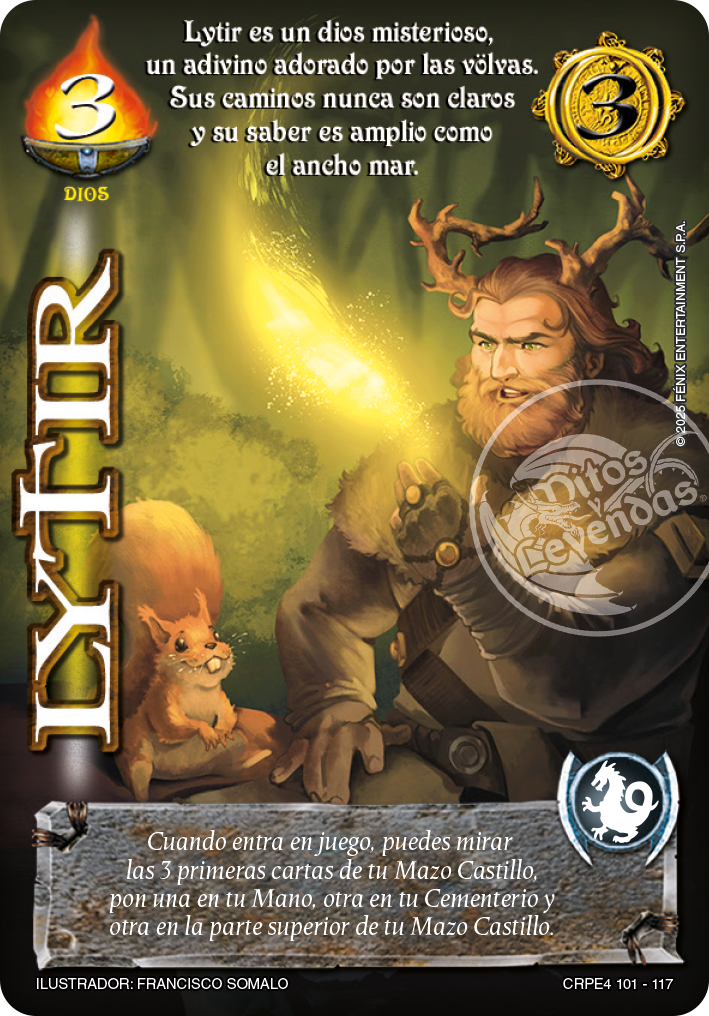 Lytir es un dios misterioso,
un adivino adorado por las völvas.
Sus caminos nunca son claros
y su saber es amplio como
el ancho mar.
3
3
DIOS
LYTIR
© 2025 FÉNIX ENTERTAINMENT S.P.A.
Mitos
y
Leyendas®
Cuando entra en juego, puedes mirar
las 3 primeras cartas de tu Mazo Castillo,
pon una en tu Mano, otra en tu Cementerio y
otra en la parte superior de tu Mazo Castillo.
ILUSTRADOR: FRANCISCO SOMALO
CRPE4 101 - 117